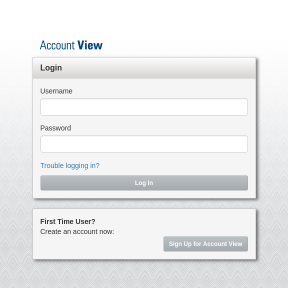 Account View
Login
Username
Password
Trouble logging in?
Log In
First Time User?
Create an account now:
Sign Up for Account View